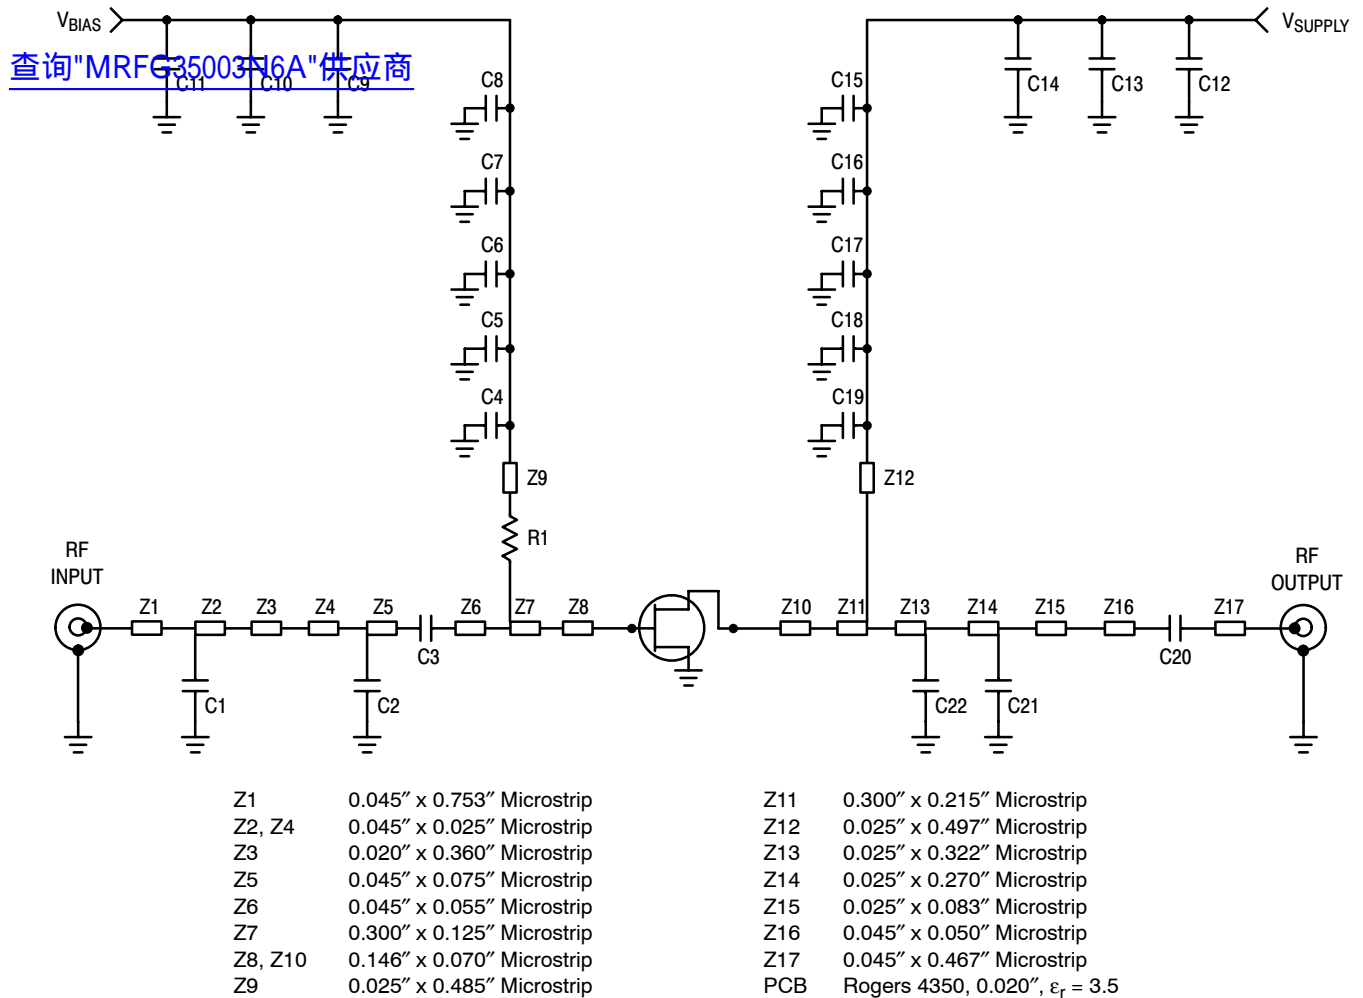 VBIAS
VSUPPLY
查询"MRFG35003N6A"供应商
C11 C10 C9
C14 C13 C12
C8 C15
C7 C16
C6 C17
C5 C18
C4 C19
Z9 Z12
R1
RF
INPUT
RF
OUTPUT
Z1 Z2 Z3 Z4 Z5 Z6 Z7 Z8 Z10 Z11 Z13 Z14 Z15 Z16 Z17
C3 C20
C1 C2 C22 C21
Z1 0.045″ x 0.753″ Microstrip
Z2, Z4 0.045″ x 0.025″ Microstrip
Z3 0.020″ x 0.360″ Microstrip
Z5 0.045″ x 0.075″ Microstrip
Z6 0.045″ x 0.055″ Microstrip
Z7 0.300″ x 0.125″ Microstrip
Z8, Z10 0.146″ x 0.070″ Microstrip
Z9 0.025″ x 0.485″ Microstrip
Z11 0.300″ x 0.215″ Microstrip
Z12 0.025″ x 0.497″ Microstrip
Z13 0.025″ x 0.322″ Microstrip
Z14 0.025″ x 0.270″ Microstrip
Z15 0.025″ x 0.083″ Microstrip
Z16 0.045″ x 0.050″ Microstrip
Z17 0.045″ x 0.467″ Microstrip
PCB Rogers 4350, 0.020″, εr = 3.5